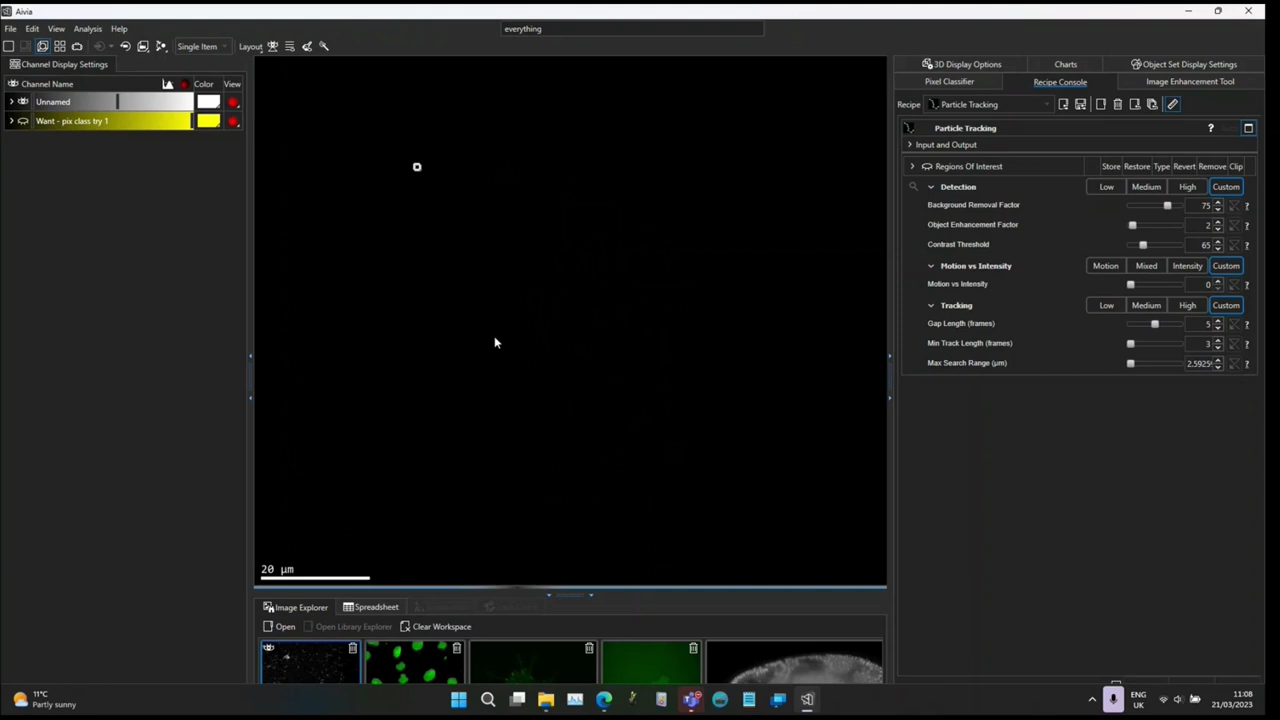 Aivia
File Edit View Analysis Help
everything
Single Item Layout
Channel Display Settings
3D Display Options Charts Object Set Display Settings
Channel Name Color View
Pixel Classifier Recipe Console Image Enhancement Tool
Unnamed
Recipe Particle Tracking
Want - pix class try 1
Particle Tracking ?
Input and Output
Regions Of Interest Store Restore Type Revert Remove Clip
Detection Low Medium High Custom
Background Removal Factor 75 ?
Object Enhancement Factor 2 ?
Contrast Threshold 65 ?
Motion vs Intensity Motion Mixed Intensity Custom
Motion vs Intensity 0 ?
Tracking Low Medium High Custom
Gap Length (frames) 5 ?
Min Track Length (frames) 3 ?
Max Search Range (μm) 2.5925 ?
20 μm
Image Explorer Spreadsheet
Open Open Library Explorer Clear Workspace
11°C
Partly sunny
ENG
UK
11:08
21/03/2023